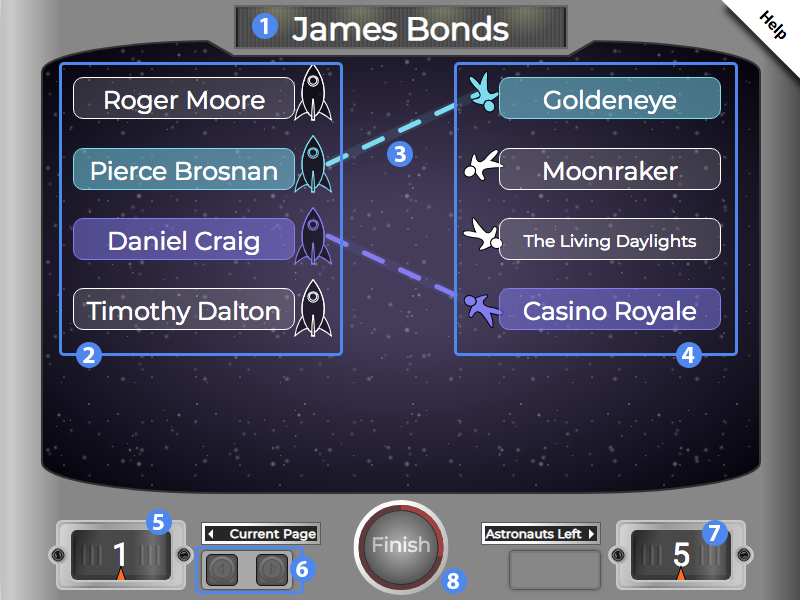 1 James Bonds
Help
Roger Moore
Goldeneye
Pierce Brosnan
3
Moonraker
Daniel Craig
The Living Daylights
Timothy Dalton
Casino Royale
2
4
5
1
Current Page
6
Finish
8
Astronauts Left
7
5